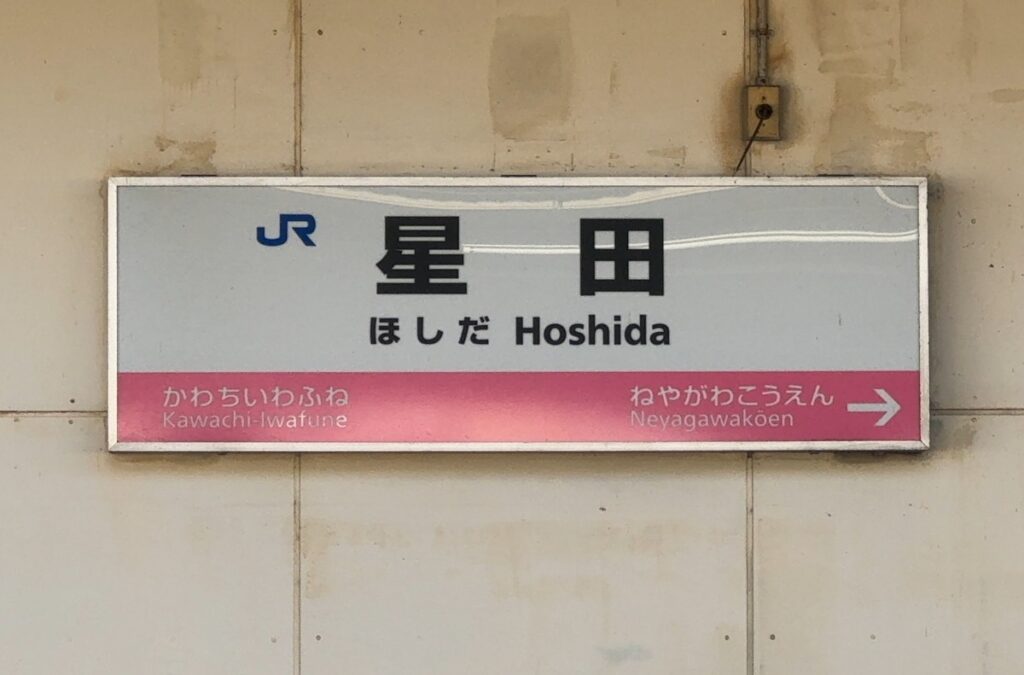 JR 星田
ほしだ Hoshida
かわちいわふね ねやがわこうえん
Kawachi-Iwafune Neyagawakōen →